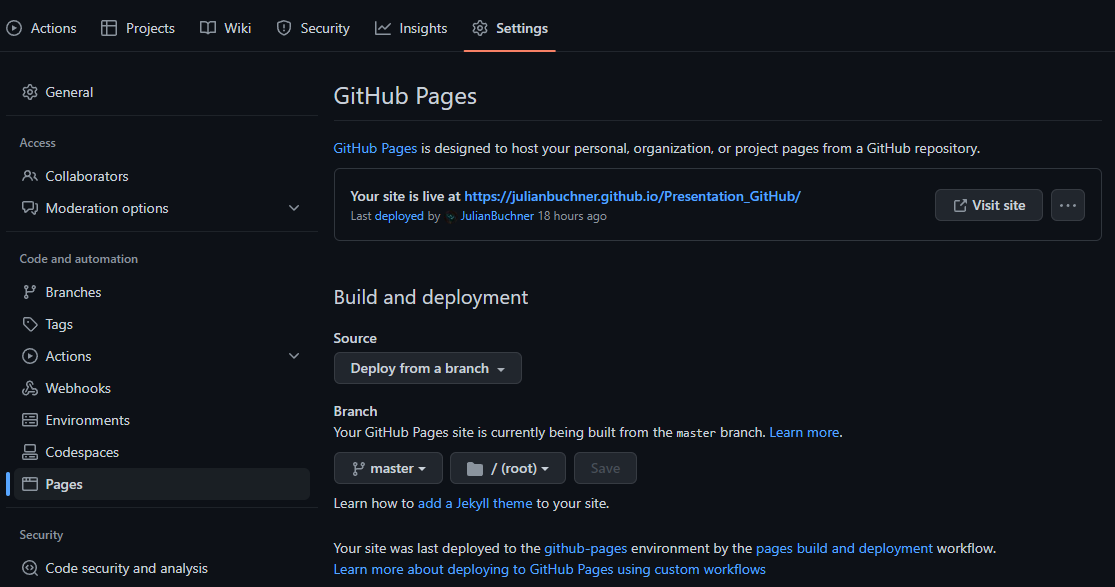 Actions Projects Wiki Security Insights Settings
General
Access
Collaborators
Moderation options
Code and automation
Branches
Tags
Actions
Webhooks
Environments
Codespaces
Pages
Security
Code security and analysis
GitHub Pages
GitHub Pages is designed to host your personal, organization, or project pages from a GitHub repository.
Your site is live at https://julianbuchner.github.io/Presentation_GitHub/
Last deployed by JulianBuchner 18 hours ago
Visit site
Build and deployment
Source
Deploy from a branch
Branch
Your GitHub Pages site is currently being built from the master branch. Learn more.
master / (root) Save
Learn how to add a Jekyll theme to your site.
Your site was last deployed to the github-pages environment by the pages build and deployment workflow.
Learn more about deploying to GitHub Pages using custom workflows